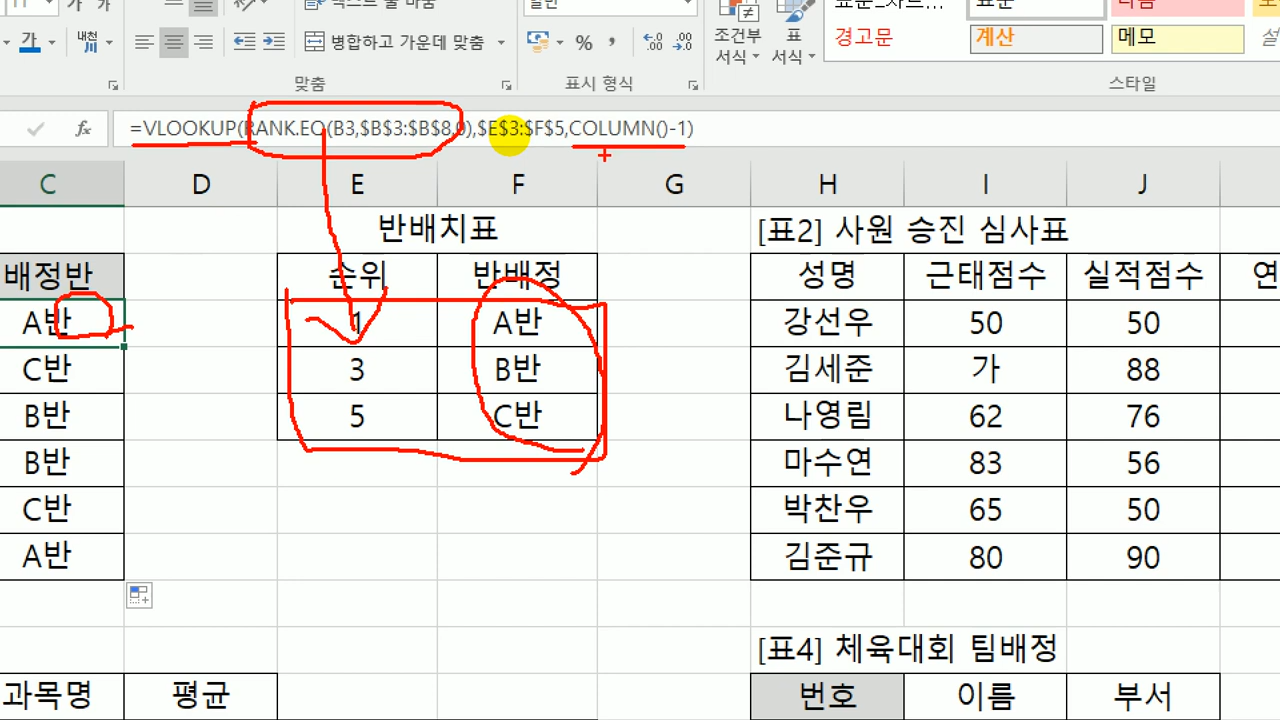 11 가 가 일반
가 내천 병합하고 가운데 맞춤 % , 조건부 표 경고문 계산 메모
서식 서식
맞춤 표시 형식 스타일
fx =VLOOKUP(RANK.EQ(B3,$B$3:$B$8,0),$E$3:$F$5,COLUMN()-1)
C D E F G H I J
반배치표 [표2] 사원 승진 심사표
배정반 순위 반배정 성명 근태점수 실적점수
A반 1 A반 강선우 50 50
C반 3 B반 김세준 가 88
B반 5 C반 나영림 62 76
B반 마수연 83 56
C반 박찬우 65 50
A반 김준규 80 90
[표4] 체육대회 팀배정
과목명 평균 번호 이름 부서